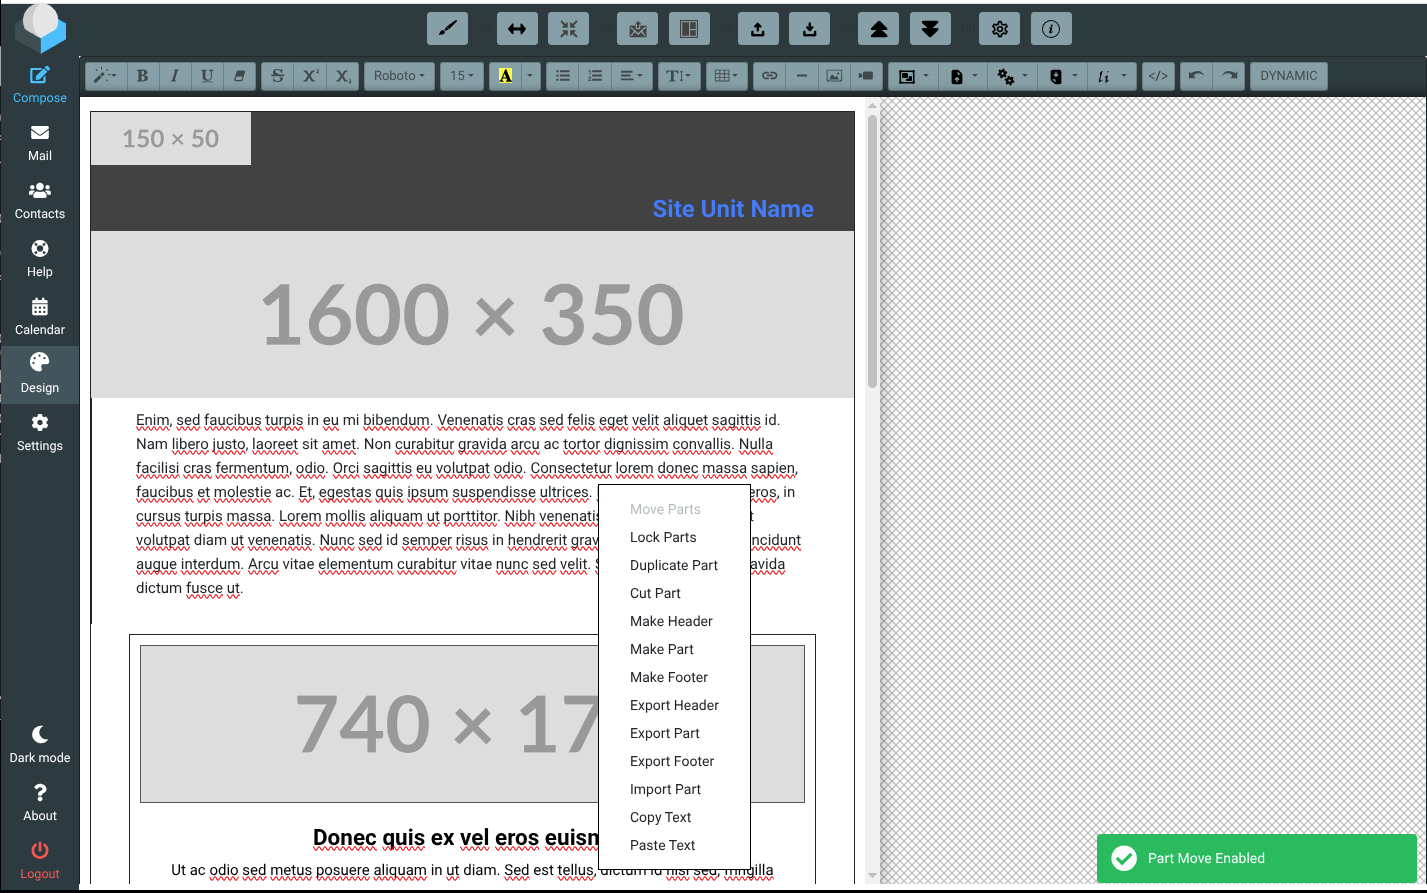 Compose
Mail
Contacts
Help
Calendar
Design
Settings
Dark mode
About
Logout
B I U S X² X₂ Roboto 15 A T </> DYNAMIC
150 × 50
Site Unit Name
1600 × 350
Enim, sed faucibus turpis in eu mi bibendum. Venenatis cras sed felis eget velit aliquet sagittis id.
Nam libero justo, laoreet sit amet. Non curabitur gravida arcu ac tortor dignissim convallis. Nulla
facilisi cras fermentum, odio. Orci sagittis eu volutpat odio. Consectetur lorem donec massa sapien,
faucibus et molestie ac. Et, egestas quis ipsum suspendisse ultrices. eros, in
cursus turpis massa. Lorem mollis aliquam ut porttitor. Nibh venenatis t
volutpat diam ut venenatis. Nunc sed id semper risus in hendrerit grav ncidunt
augue interdum. Arcu vitae elementum curabitur vitae nunc sed velit. S avida
dictum fusce ut.
740 × 17
Donec quis ex vel eros euism
Ut ac odio sed metus posuere aliquam in ut diam. Sed est tellus, dictum id nisi sed, fringilla
Move Parts
Lock Parts
Duplicate Part
Cut Part
Make Header
Make Part
Make Footer
Export Header
Export Part
Export Footer
Import Part
Copy Text
Paste Text
Part Move Enabled